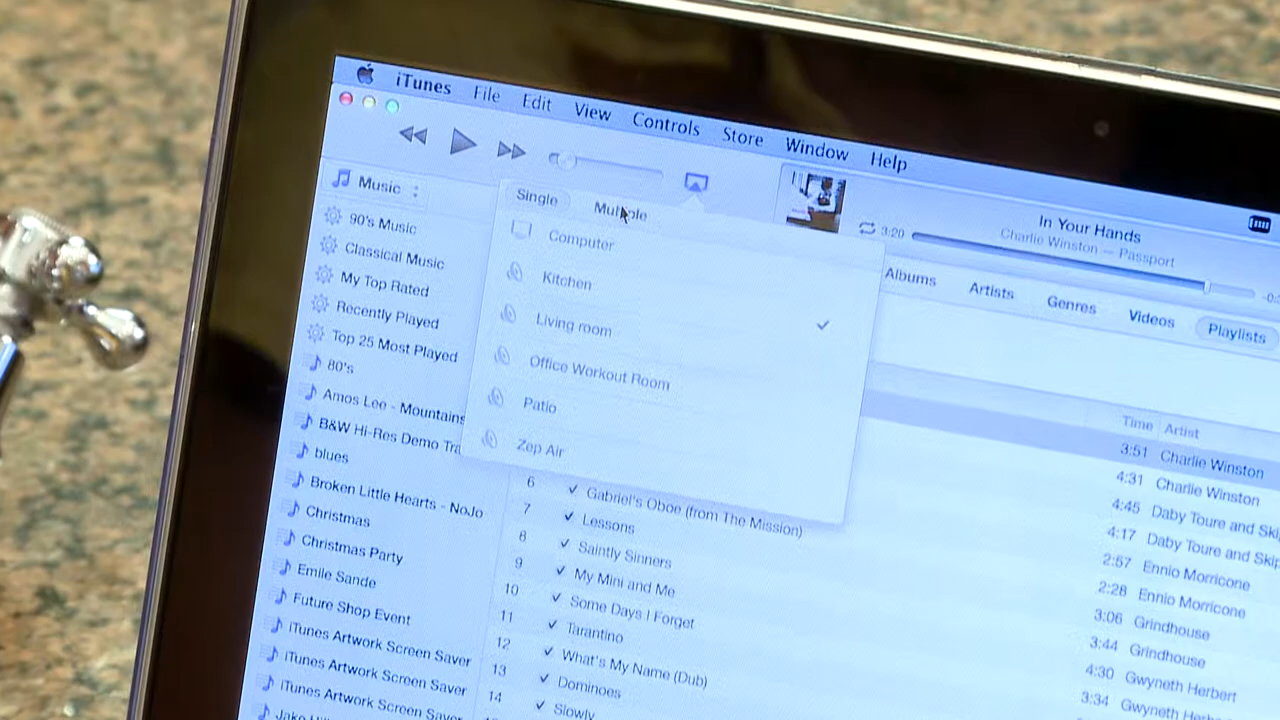 iTunes File Edit View Controls Store Window Help
In Your Hands
Charlie Winston — Passport
3:20
Music
Single Multiple
Computer
Kitchen
Living room
Office Workout Room
Patio
Zep Air
Albums Artists Genres Videos Playlists
90's Music
Classical Music
My Top Rated
Recently Played
Top 25 Most Played
80's
Amos Lee - Mountains
B&W Hi-Res Demo
blues
Broken Little Hearts - NoJo
Christmas
Christmas Party
Emile Sande
Future Shop Event
iTunes Artwork Screen Saver
iTunes Artwork Screen Saver
iTunes Artwork Screen Saver
Time Artist
3:51 Charlie Winston
4:31 Charlie Winston
4:45 Daby Toure and
4:17 Daby Toure and
2:57 Ennio Morricone
2:28 Ennio Morricone
3:06 Grindhouse
3:44 Grindhouse
4:30 Gwyneth Herbert
3:34 Gwyneth
6 Gabriel's Oboe (from The Mission)
7 Lessons
8 Saintly Sinners
9 My Mini and Me
10 Some Days I Forget
11 Tarantino
12 What's My Name (Dub)
13 Dominoes
14 Slowly